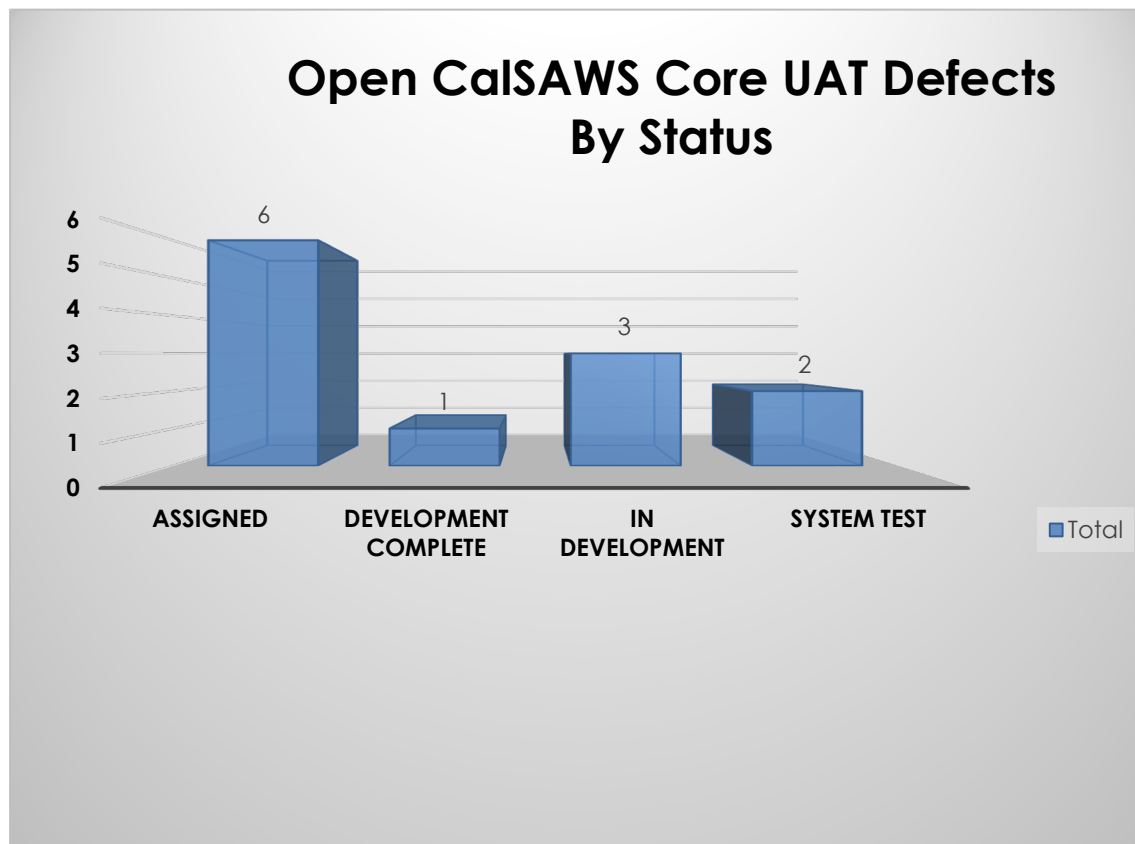 Open CalSAWS Core UAT Defects
By Status
6
5
4
3
2
1
0
6
1
3
2
ASSIGNED
DEVELOPMENT
COMPLETE
IN
DEVELOPMENT
SYSTEM TEST
Total